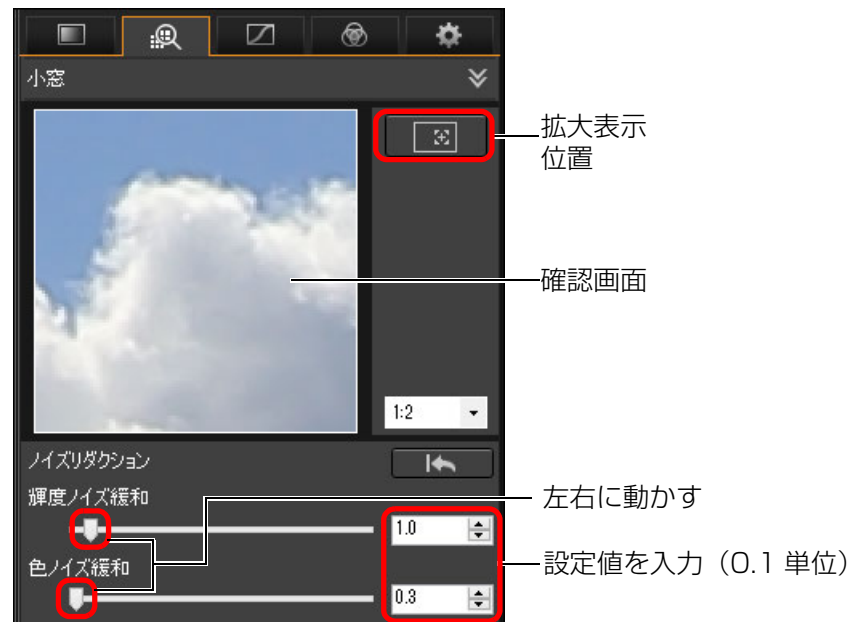 小窓
拡大表示
位置
確認画面
1:2
ノイズリダクション
輝度ノイズ緩和
左右に動かす
1.0
設定値を入力（0.1 単位）
色ノイズ緩和
0.3